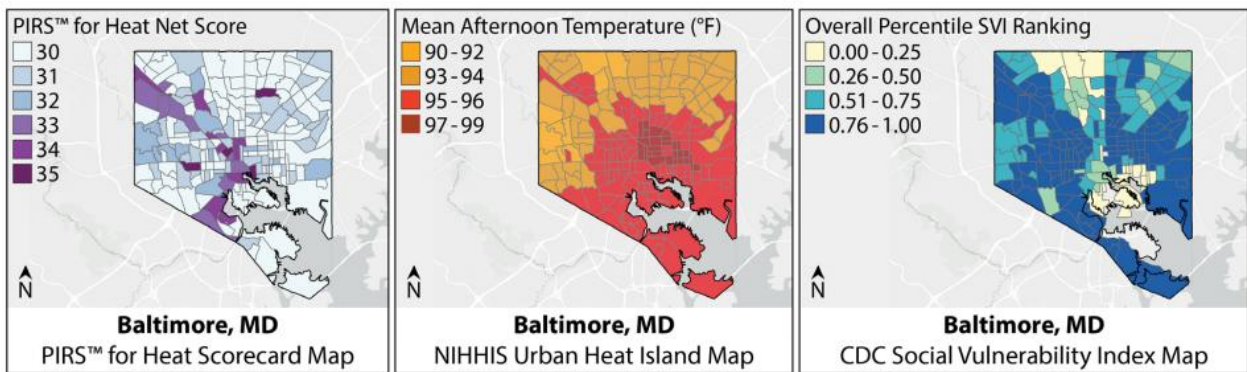 PIRS™ for Heat Net Score
30
31
32
33
34
35
N
Baltimore, MD
PIRS™ for Heat Scorecard Map
Mean Afternoon Temperature (°F)
90 - 92
93 - 94
95 - 96
97 - 99
N
Baltimore, MD
NIHHIS Urban Heat Island Map
Overall Percentile SVI Ranking
0.00 - 0.25
0.26 - 0.50
0.51 - 0.75
0.76 - 1.00
N
Baltimore, MD
CDC Social Vulnerability Index Map